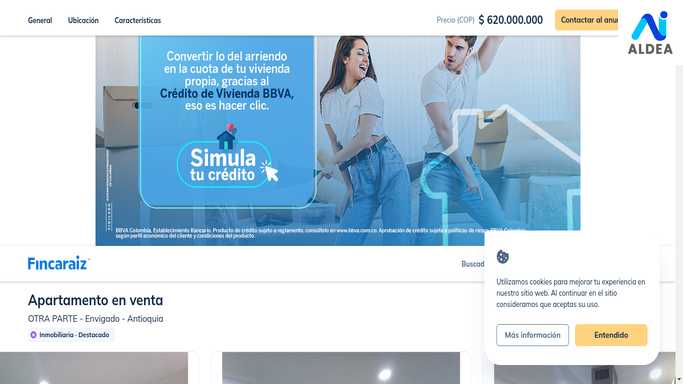 General Ubicación Características Precio (COP) $ 620.000.000 Contactar al anun
ALDEA
Convertir lo del arriendo
en la cuota de tu vivienda
propia, gracias al
Crédito de Vivienda BBVA,
eso es hacer clic.
Simula
tu crédito
BBVA Colombia. Establecimiento Bancario. Producto de crédito sujeto a reglamento, consúltelo en www.bbva.com.co. Aprobación de crédito sujeta a políticas de riesgo BBVA Colombia,
según perfil económico del cliente y condiciones del producto.
Fincaraiz
Buscad
Apartamento en venta
OTRA PARTE - Envigado - Antioquia
Inmobiliaria - Destacado
Utilizamos cookies para mejorar tu experiencia en
nuestro sitio web. Al continuar en el sitio
consideramos que aceptas su uso.
Más información Entendido